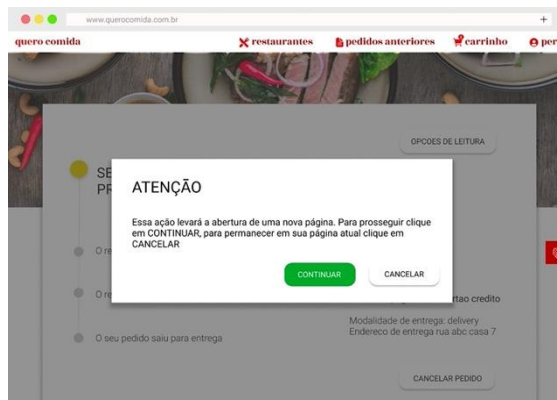 www.querocomida.com.br
quero comida
restaurantes
pedidos anteriores
carrinho
OPCOES DE LEITURA
ATENÇÃO
Essa ação levará a abertura de uma nova página. Para prosseguir clique
em CONTINUAR, para permanecer em sua página atual clique em
CANCELAR
CONTINUAR
CANCELAR
credito
O seu pedido saiu para entrega
Modalidade de entrega: delivery
Endereco de entrega rua abc casa 7
CANCELAR PEDIDO